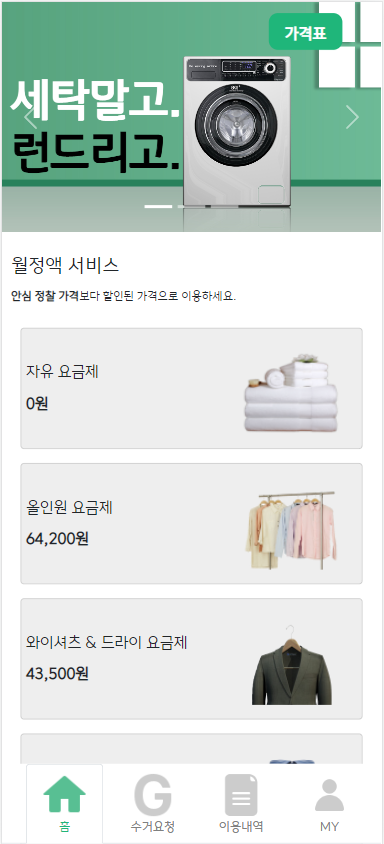 가격표
세탁말고.
런드리고.
월정액 서비스
안심 정찰 가격보다 할인된 가격으로 이용하세요.
자유 요금제
0원
올인원 요금제
64,200원
와이셔츠 & 드라이 요금제
43,500원
홈
G
수거요청
이용내역
MY